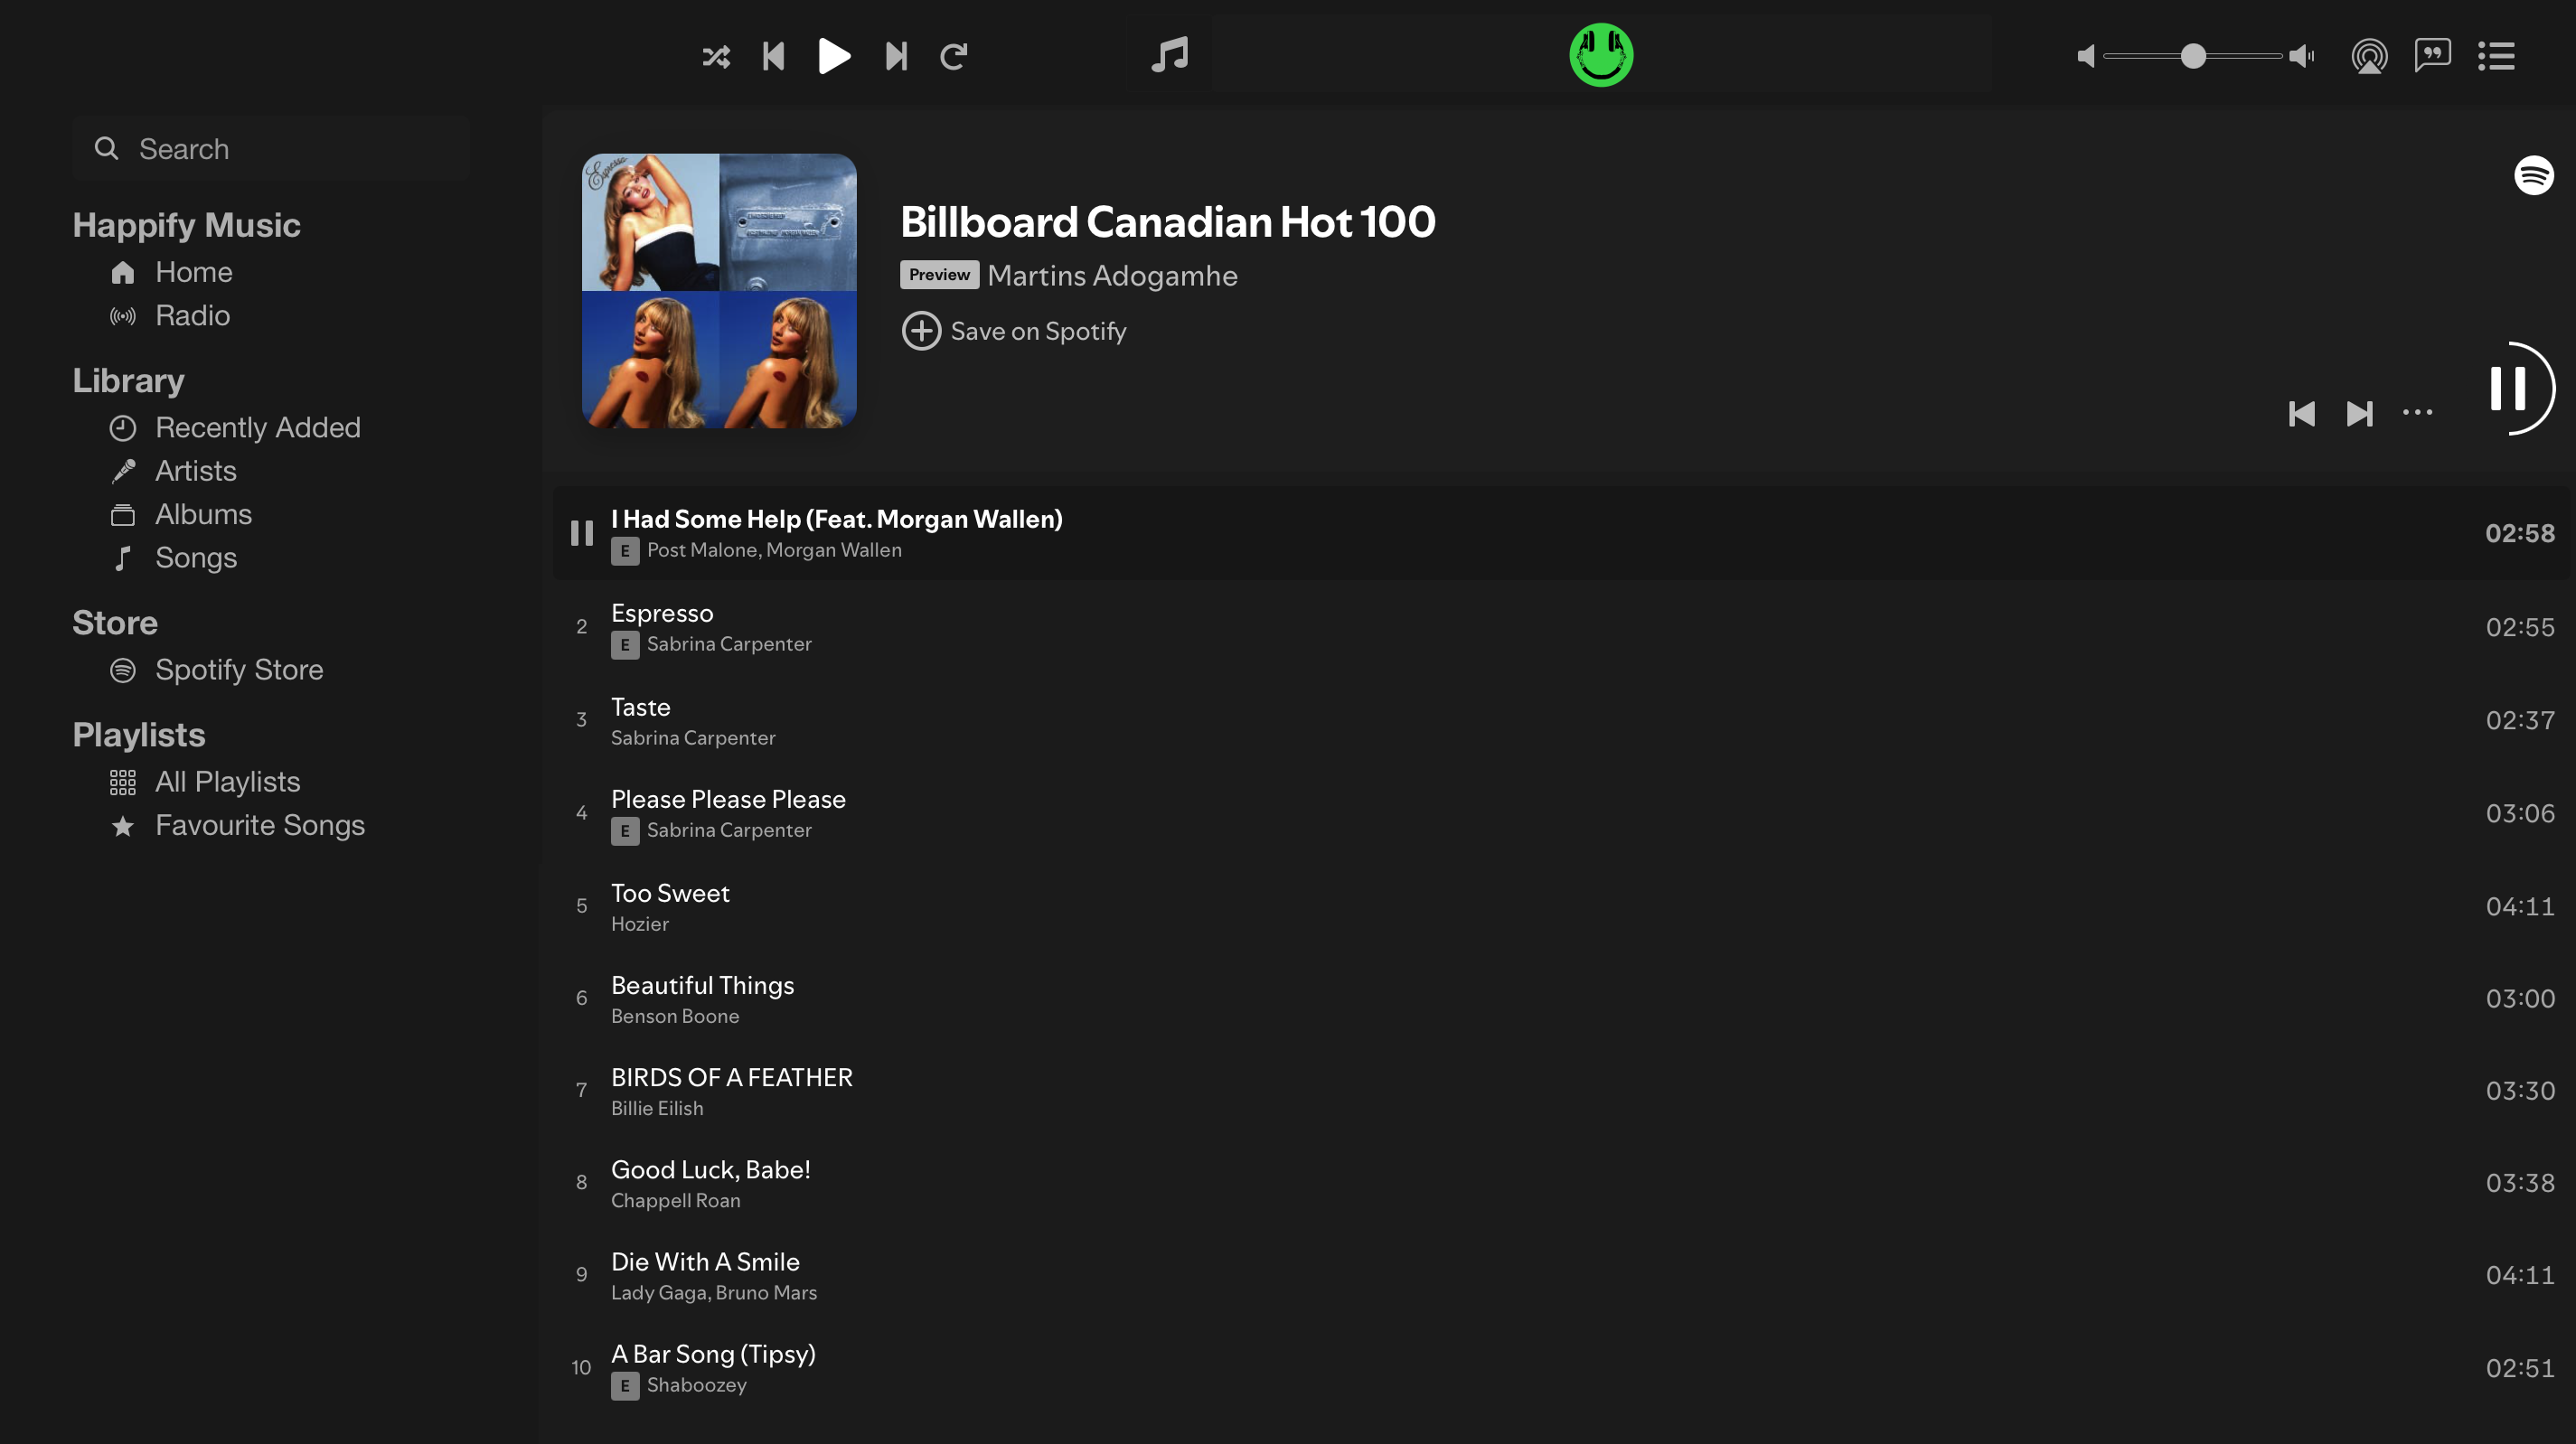 Search
Happify Music
Home
Radio
Library
Recently Added
Artists
Albums
Songs
Store
Spotify Store
Playlists
All Playlists
Favourite Songs
Espresso
Billboard Canadian Hot 100
Preview Martins Adogamhe
Save on Spotify
I Had Some Help (Feat. Morgan Wallen)
E Post Malone, Morgan Wallen
02:58
2
Espresso
E Sabrina Carpenter
02:55
3
Taste
Sabrina Carpenter
02:37
4
Please Please Please
E Sabrina Carpenter
03:06
5
Too Sweet
Hozier
04:11
6
Beautiful Things
Benson Boone
03:00
7
BIRDS OF A FEATHER
Billie Eilish
03:30
8
Good Luck, Babe!
Chappell Roan
03:38
9
Die With A Smile
Lady Gaga, Bruno Mars
04:11
10
A Bar Song (Tipsy)
E Shaboozey
02:51